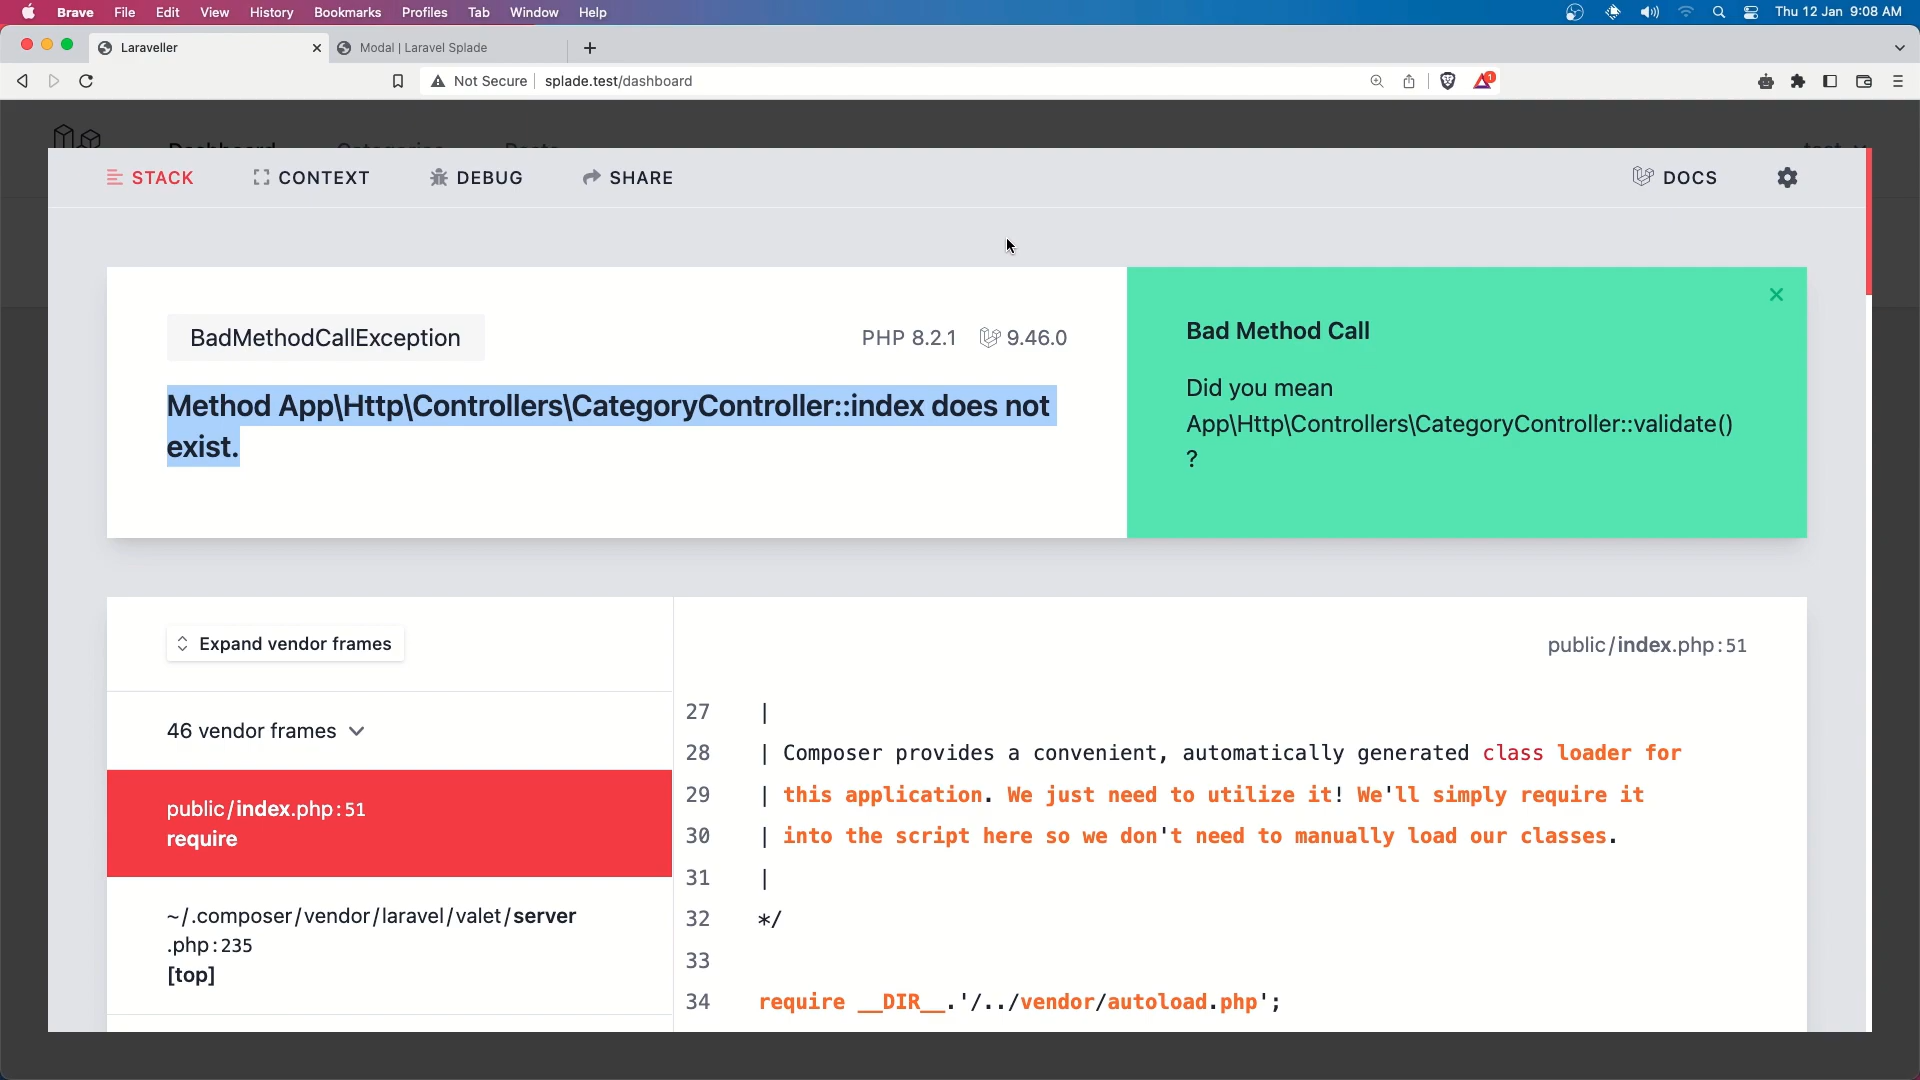 Brave File Edit View History Bookmarks Profiles Tab Window Help Thu 12 Jan 9:08 AM
Laraveller
Modal | Laravel Splade
Not Secure splade.test/dashboard
1
STACK CONTEXT DEBUG SHARE DOCS
BadMethodCallException
PHP 8.2.1 9.46.0
Method App\Http\Controllers\CategoryController::index does not
exist.
Bad Method Call
Did you mean
App\Http\Controllers\CategoryController::validate()
?
Expand vendor frames
46 vendor frames
public/index.php:51
require
~/.composer/vendor/laravel/valet/server
.php:235
[top]
public/index.php:51
27 |
28 | Composer provides a convenient, automatically generated class loader for
29 | this application. We just need to utilize it! We'll simply require it
30 | into the script here so we don't need to manually load our classes.
31 |
32 */
33
34 require __DIR__.'/../vendor/autoload.php';